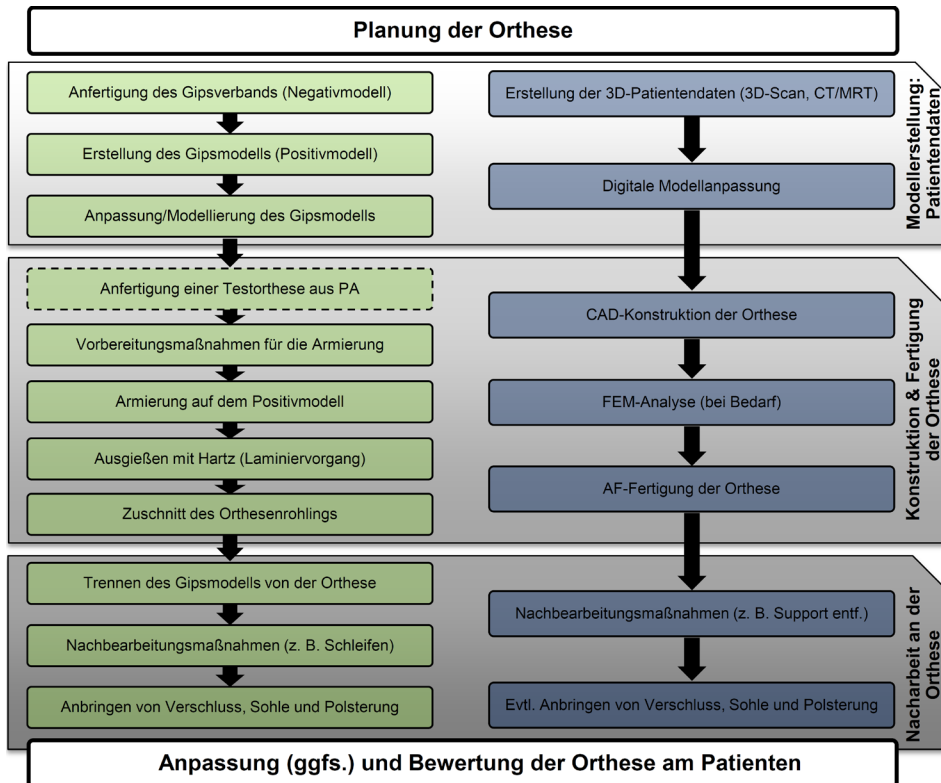 Planung der Orthese
Anfertigung des Gipsverbands (Negativmodell)
Erstellung des Gipsmodells (Positivmodell)
Anpassung/Modellierung des Gipsmodells
Erstellung der 3D-Patientendaten (3D-Scan, CT/MRT)
Digitale Modellanpassung
Modellerstellung:
Patientendaten,
Anfertigung einer Testorthese aus PA
Vorbereitungsmaßnahmen für die Armierung
Armierung auf dem Positivmodell
Ausgießen mit Hartz (Laminiervorgang)
Zuschnitt des Orthesenrohlings
CAD-Konstruktion der Orthese
FEM-Analyse (bei Bedarf)
AF-Fertigung der Orthese
Konstruktion & Fertigung
der Orthese
Trennen des Gipsmodells von der Orthese
Nachbearbeitungsmaßnahmen (z. B. Schleifen)
Anbringen von Verschluss, Sohle und Polsterung
Nachbearbeitungsmaßnahmen (z. B. Support entf.)
Evtl. Anbringen von Verschluss, Sohle und Polsterung
Nacharbeit an der
Orthese
Anpassung (ggfs.) und Bewertung der Orthese am Patienten